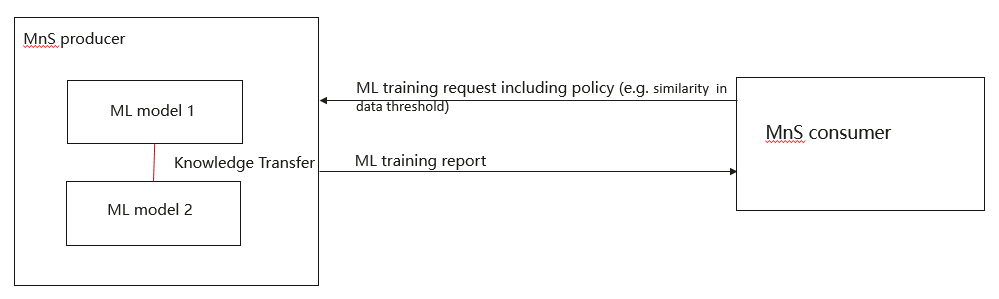 MnS producer
ML model 1
Knowledge Transfer
ML model 2
ML training request including policy (e.g. similarity in
data threshold)
ML training report
MnS consumer